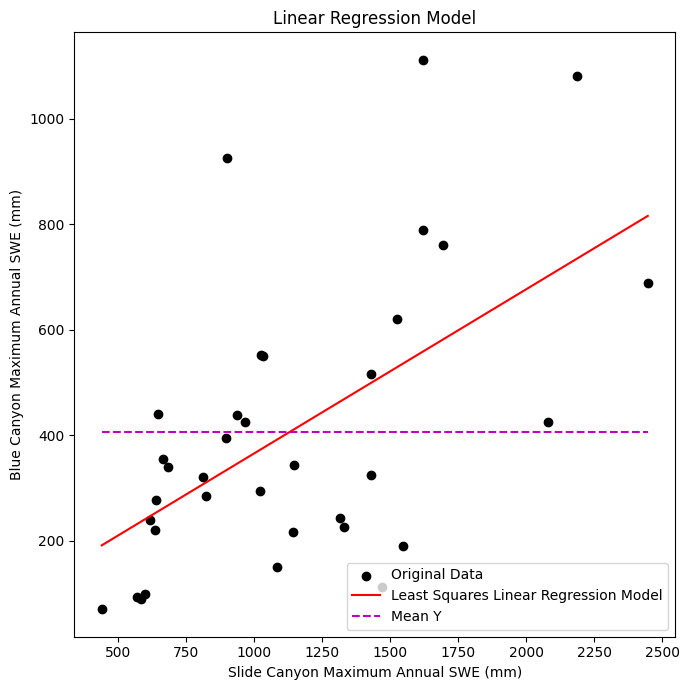 Linear Regression Model
Blue Canyon Maximum Annual SWE (mm)
1000
800
600
400
200
Original Data
Least Squares Linear Regression Model
Mean Y
500 750 1000 1250 1500 1750 2000 2250 2500
Slide Canyon Maximum Annual SWE (mm)